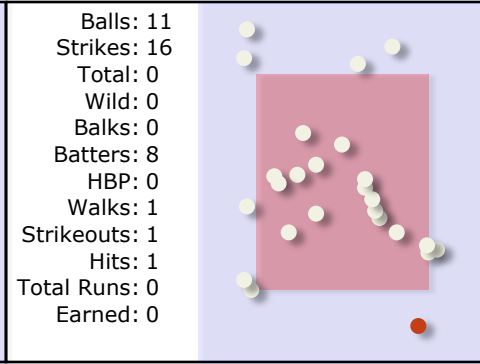 Balls: 11
Strikes: 16
Total: 0
Wild: 0
Balks: 0
Batters: 8
HBP: 0
Walks: 1
Strikeouts: 1
Hits: 1
Total Runs: 0
Earned: 0